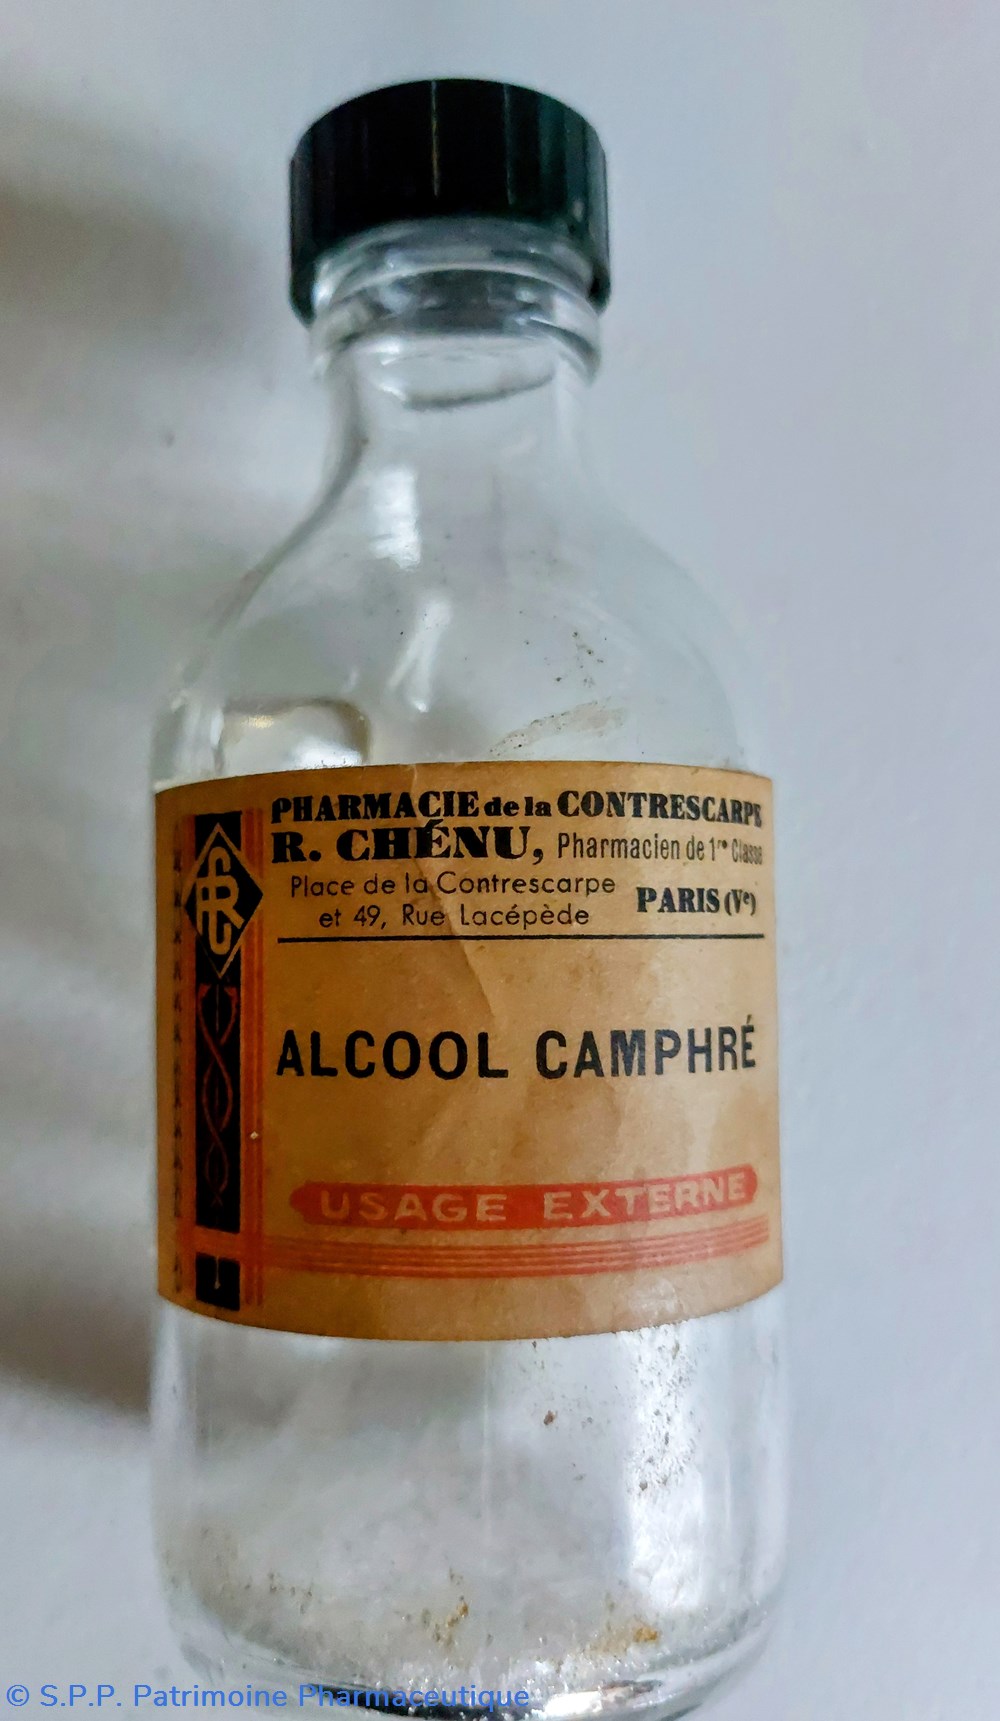 PHARMACIE de la CONTRESCARPE
R. CHÉNU, Pharmacien de 1re Classe
Place de la Contrescarpe
et 49, Rue Lacépède
PARIS (Ve)
ALCOOL CAMPHRÉ
USAGE EXTERNE
© S.P.P. Patrimoine Pharmaceutique